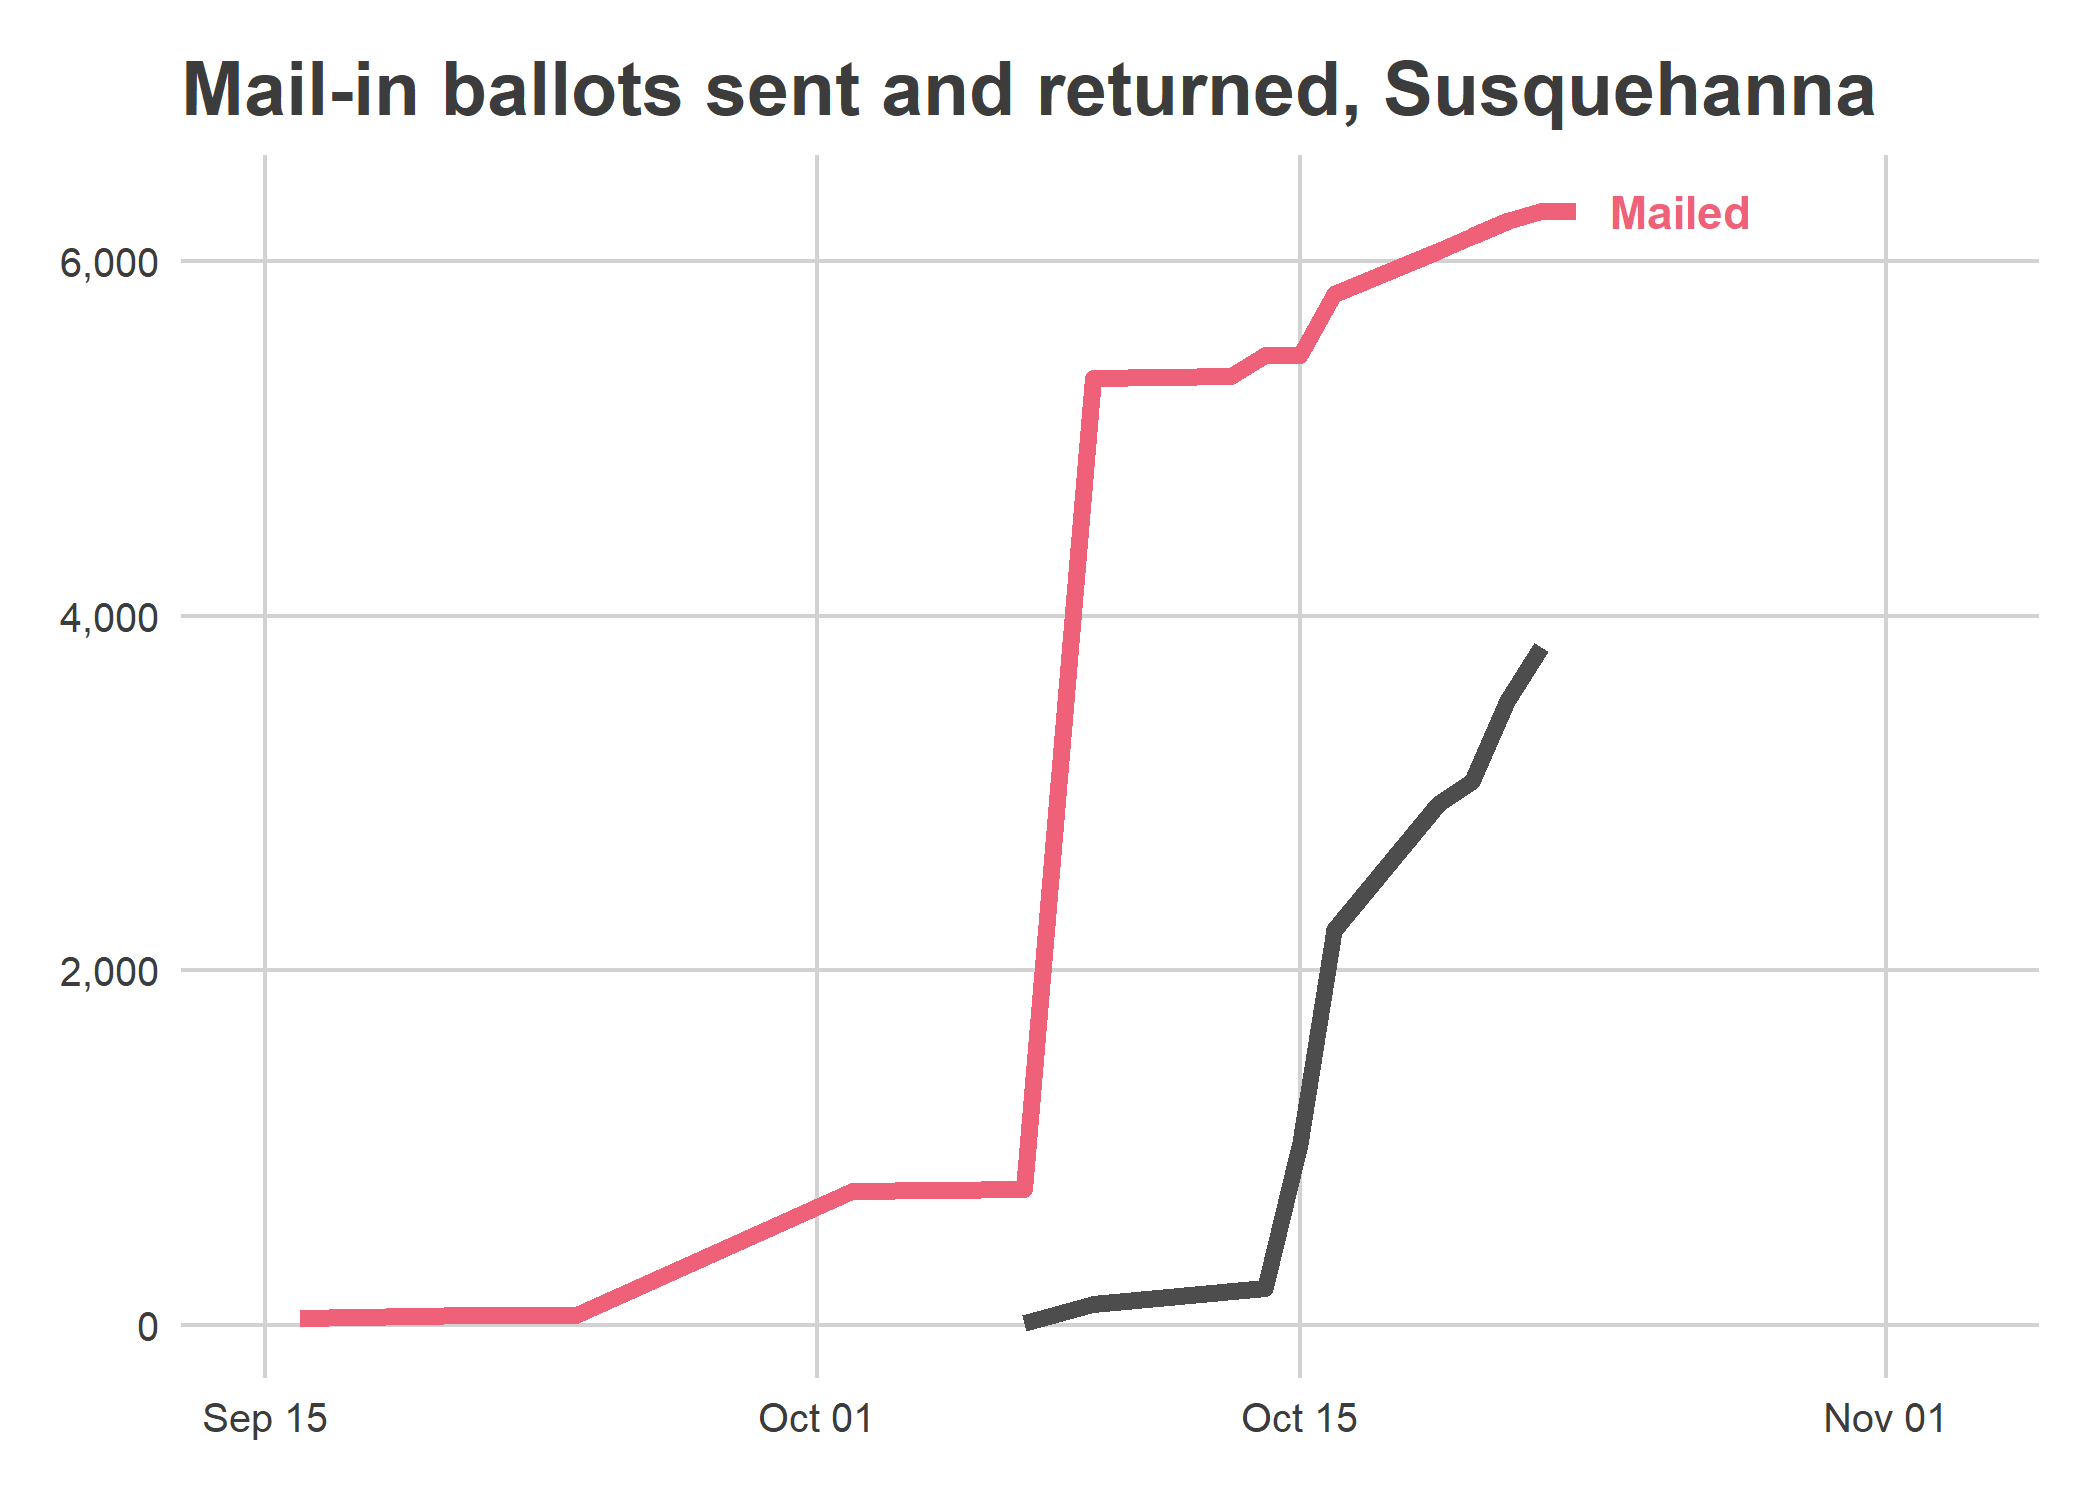 Mail-in ballots sent and returned, Susquehanna
Mailed
6,000
4,000
2,000
0
Sep 15
Oct 01
Oct 15
Nov 01